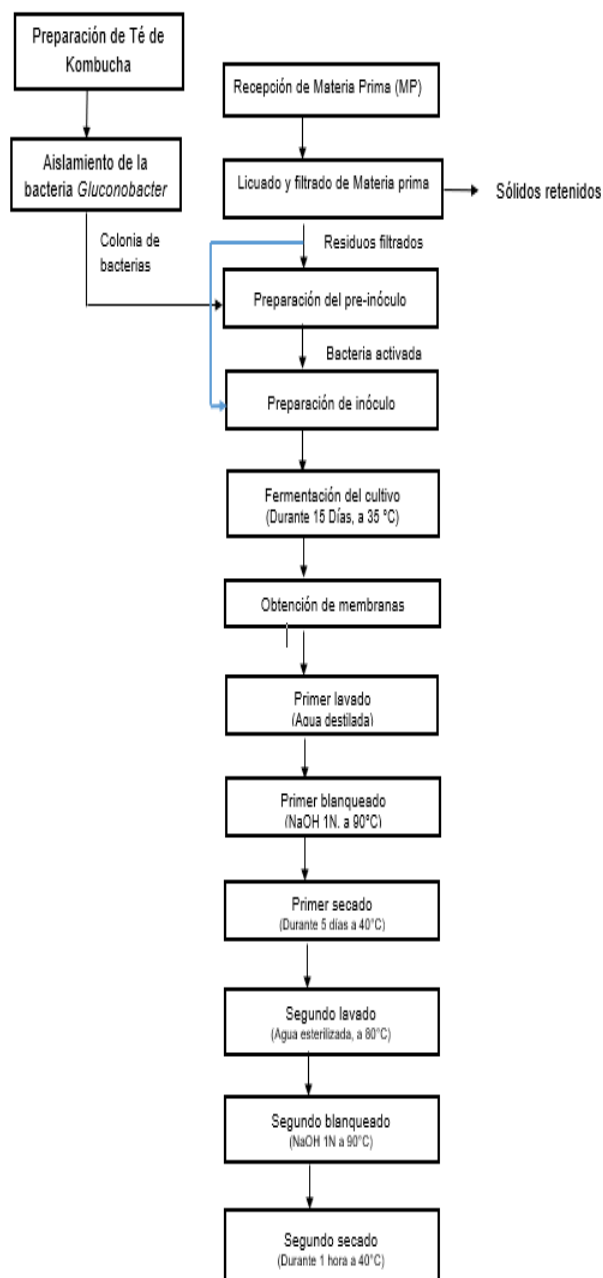 Preparación de Té de
Kombucha
Aislamiento de la
bacteria Gluconobacter
Colonia de
bacterias
Recepción de Materia Prima (MP)
Licuado y filtrado de Materia prima
Sólidos retenidos
Residuos filtrados
Preparación del pre-inóculo
Bacteria activada
Preparación de inóculo
Fermentación del cultivo
(Durante 15 Días, a 35 °C)
Obtención de membranas
Primer lavado
(Agua destilada)
Primer blanqueado
(NaOH 1N. a 90°C)
Primer secado
(Durante 5 días a 40°C)
Segundo lavado
(Agua esterilizada, a 80°C)
Segundo blanqueado
(NaOH 1N a 90°C)
Segundo secado
(Durante 1 hora a 40°C)